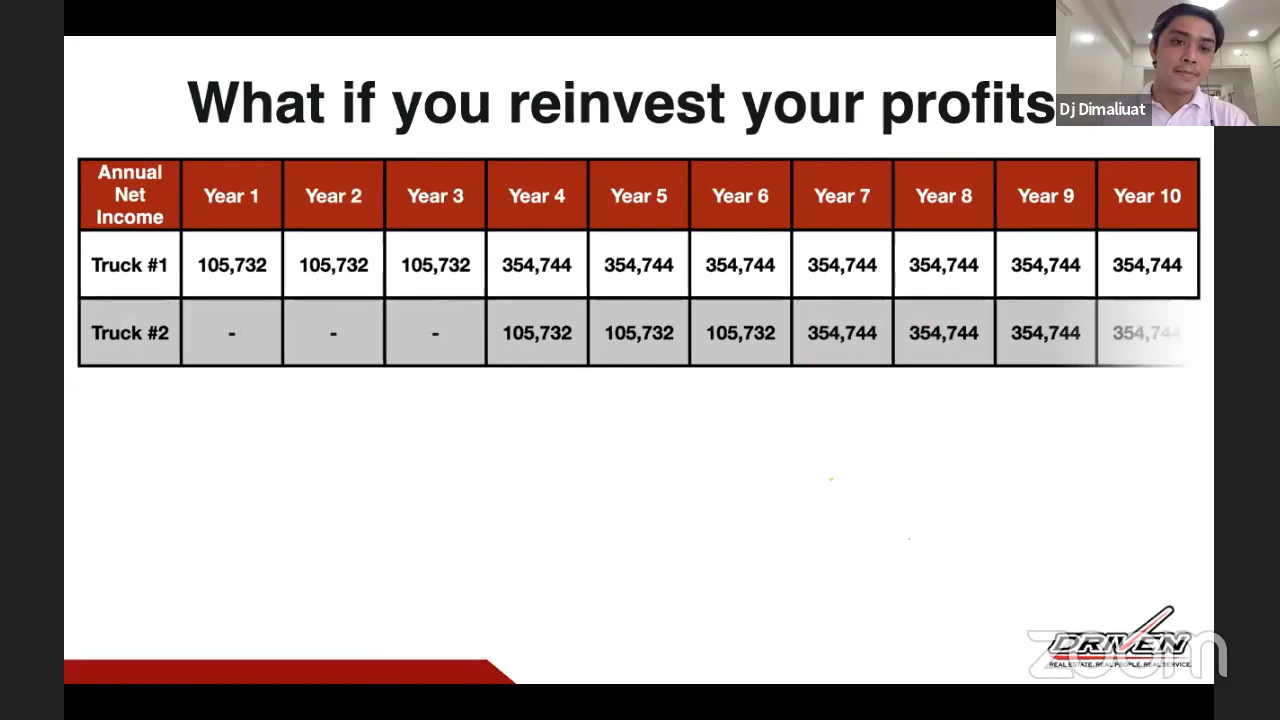 What if you reinvest your profits
Dj Dimaliuat
Annual Net Income Year 1 Year 2 Year 3 Year 4 Year 5 Year 6 Year 7 Year 8 Year 9 Year 10
Truck #1 105,732 105,732 105,732 354,744 354,744 354,744 354,744 354,744 354,744 354,744
Truck #2 - - - 105,732 105,732 105,732 354,744 354,744 354,744 354,744
DRIVEN
REAL ESTATE. REAL PEOPLE. REAL SERVICE.
zoom